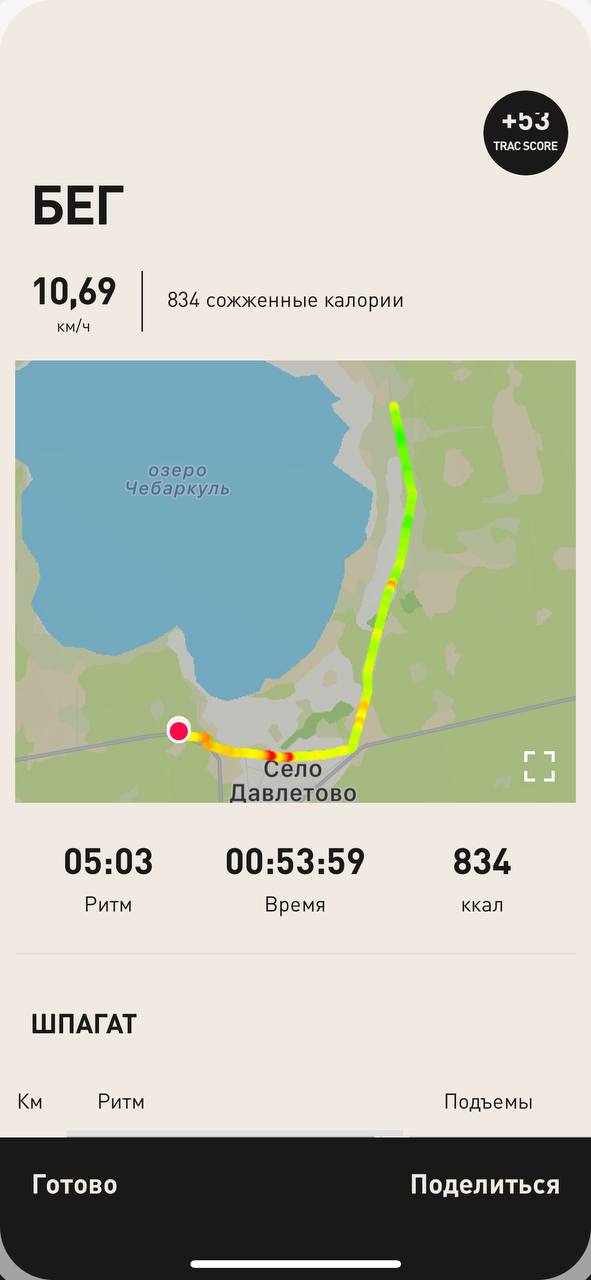 +53
TRAC SCORE
БЕГ
10,69
км/ч
834 сожженные калории
озеро
Чебаркуль
Село
Давлетово
05:03
00:53:59
834
Ритм
Время
ккал
ШПАГАТ
Км
Ритм
Подъемы
Готово
Поделиться